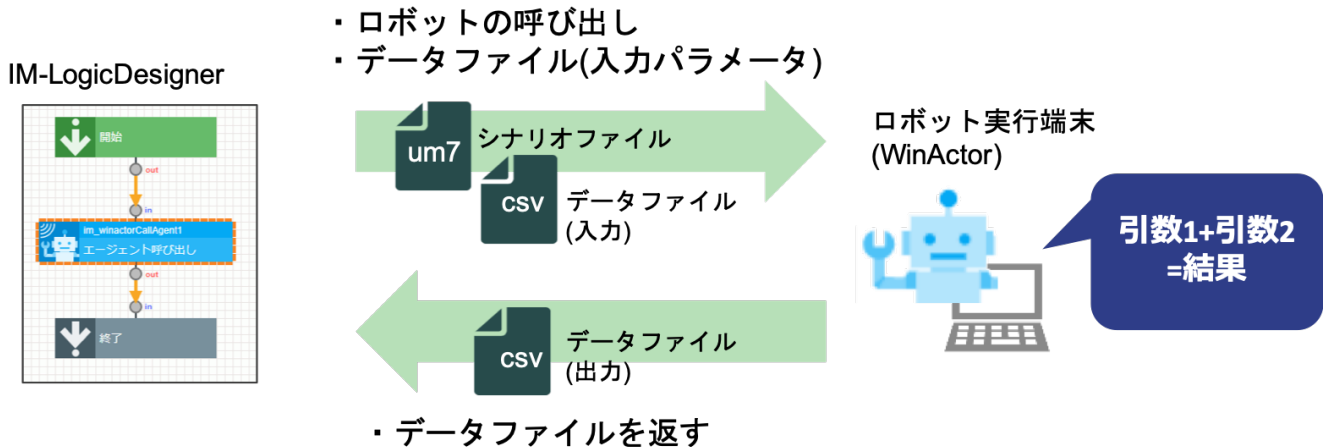 ・ロボットの呼び出し
・データファイル(入力パラメータ)
IM-LogicDesigner
開始
out
in
im_winactorCallAgent1
エージェント呼び出し
out
in
終了
um7
シナリオファイル
CSV
データファイル
(入力)
ロボット実行端末
(WinActor)
引数1+引数2
=結果
CSV
データファイル
(出力)
・データファイルを返す